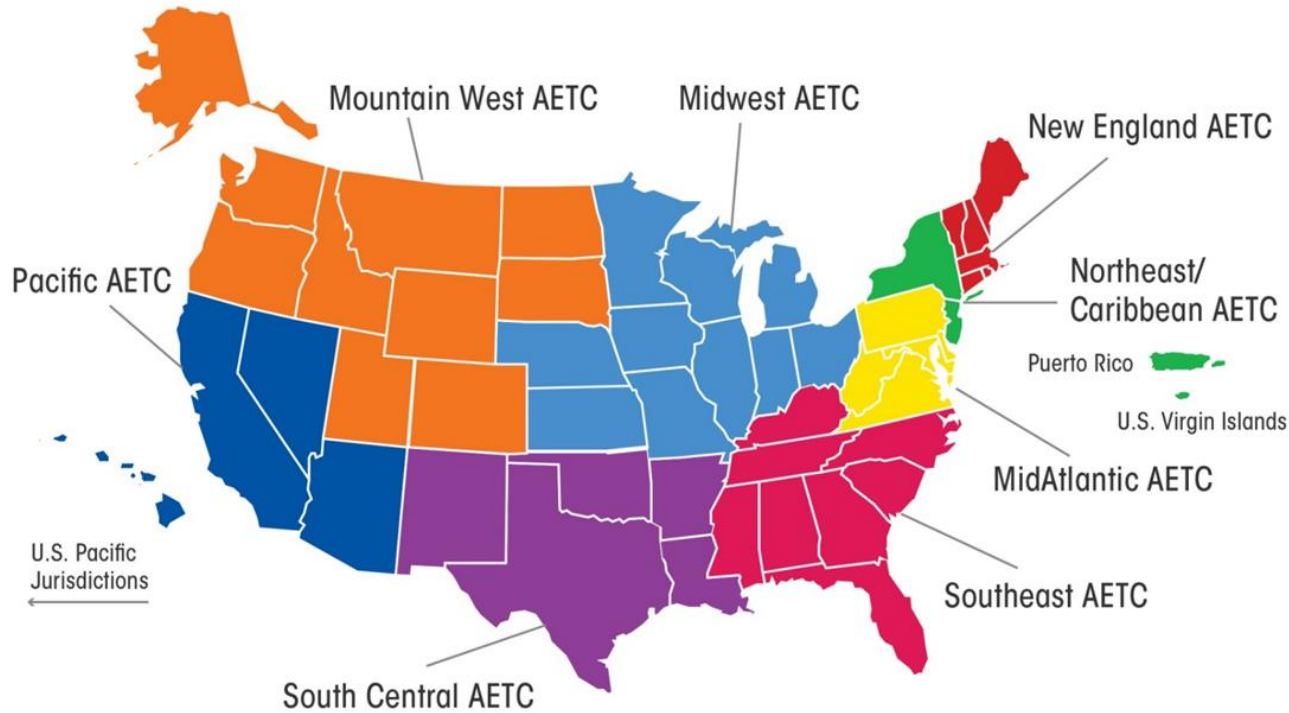 Mountain West AETC
Midwest AETC
New England AETC
Pacific AETC
Northeast/
Caribbean AETC
Puerto Rico
U.S. Virgin Islands
MidAtlantic AETC
U.S. Pacific
Jurisdictions
Southeast AETC
South Central AETC